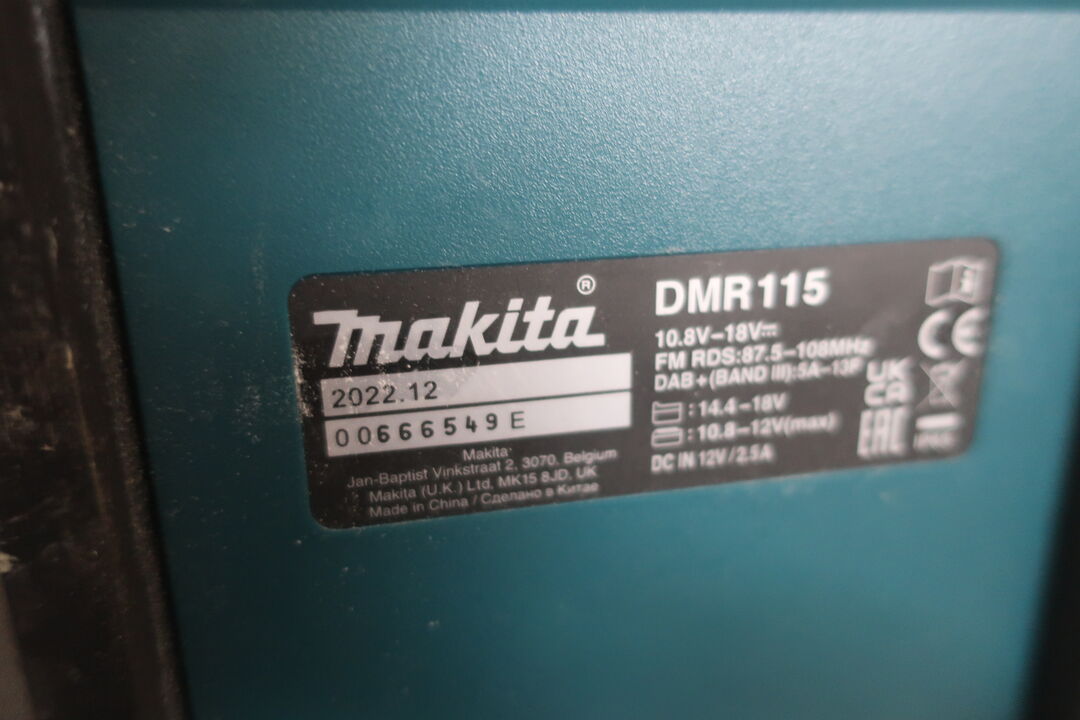 makita®
2022.12
00666549 E
Makita
Jan-Baptist Vinkstraat 2, 3070, Belgium
Makita (U.K.) Ltd, MK15 8JD, UK
Made in China / Сделано в Китае
DMR115
10.8V-18V⎓
FM RDS:87.5-108MHz
DAB+(BAND III):5A-13F
:14.4-18V
:10.8-12V(max)
DC IN 12V/2.5A
CE
UK
CA
EAC